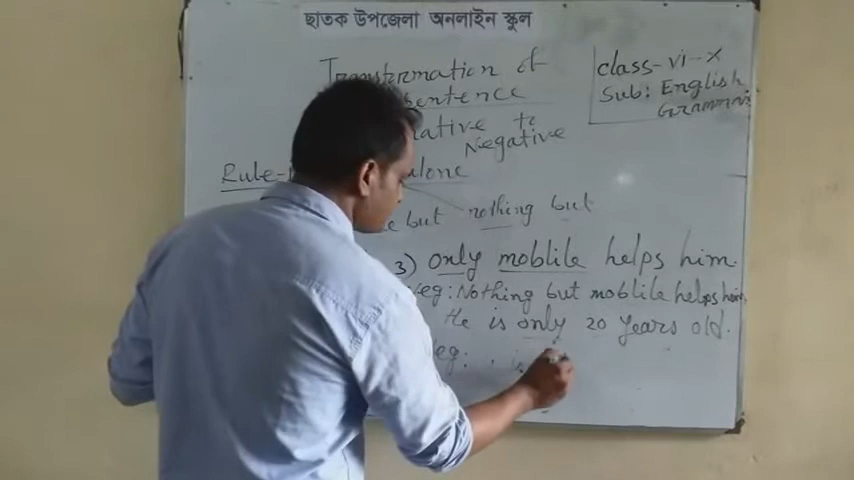 ছাতক উপজেলা অনলাইন স্কুল
Transformation of
sentence
class-vi-x
Sub: English
Grammar
to
Negative
Rule-
alone
but nothing but
3) only moblile helps him.
Neg: Nothing but moblile helps him
He is only 20 years old.
Neg: